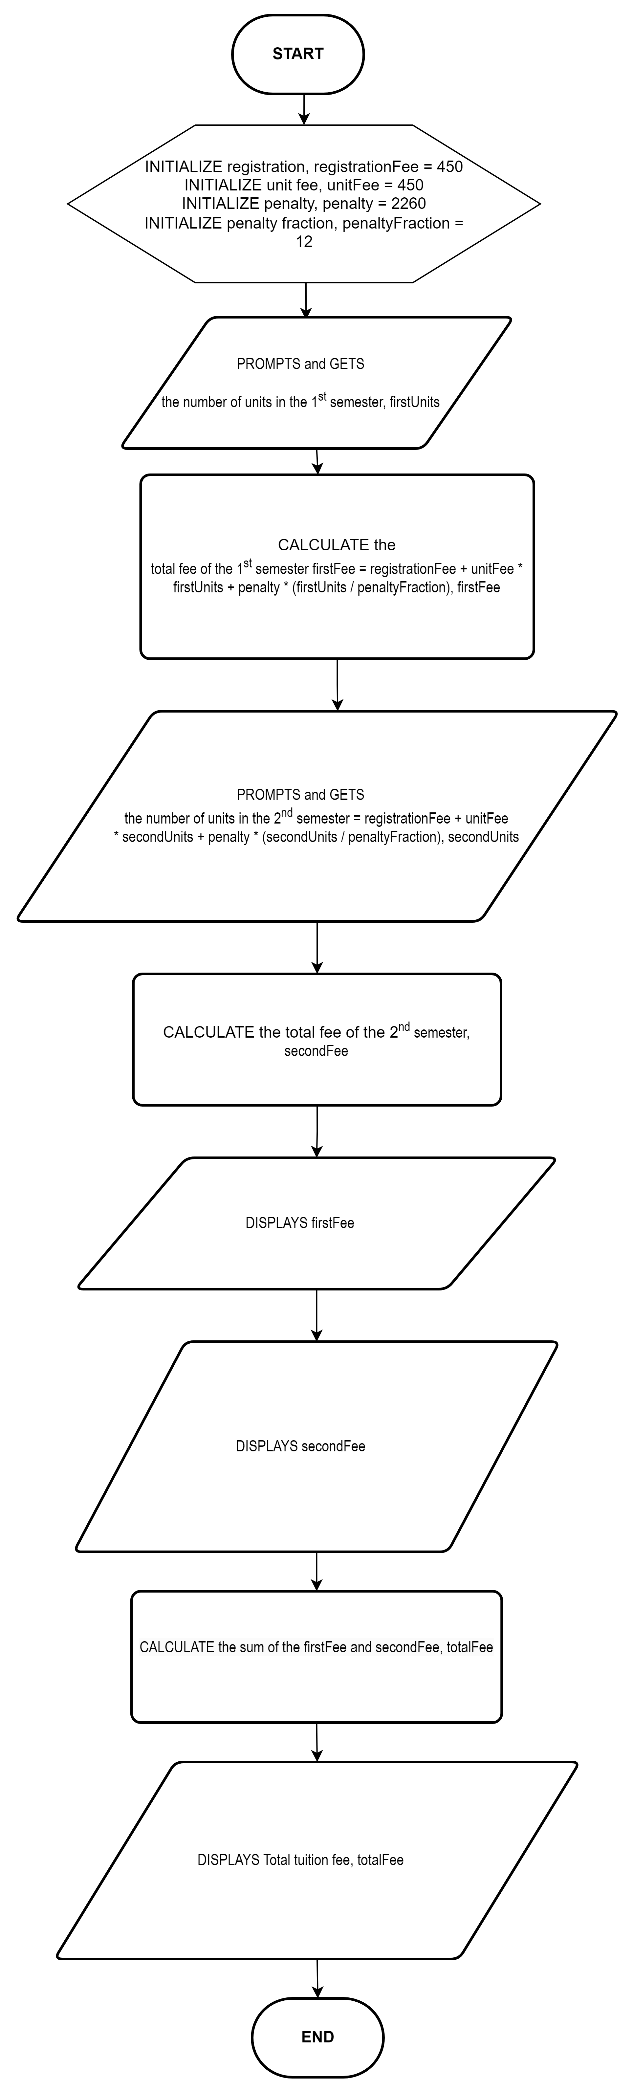 START
INITIALIZE registration, registrationFee = 450
INITIALIZE unit fee, unitFee = 450
INITIALIZE penalty, penalty = 2260
INITIALIZE penalty fraction, penaltyFraction =
12
PROMPTS and GETS
the number of units in the 1st semester, firstUnits
CALCULATE the
total fee of the 1st semester firstFee = registrationFee + unitFee *
firstUnits + penalty * (firstUnits / penaltyFraction), firstFee
PROMPTS and GETS
the number of units in the 2nd semester = registrationFee + unitFee
* secondUnits + penalty * (secondUnits / penaltyFraction), secondUnits
CALCULATE the total fee of the 2nd semester,
secondFee
DISPLAYS firstFee
DISPLAYS secondFee
CALCULATE the sum of the firstFee and secondFee, totalFee
DISPLAYS Total tuition fee, totalFee
END